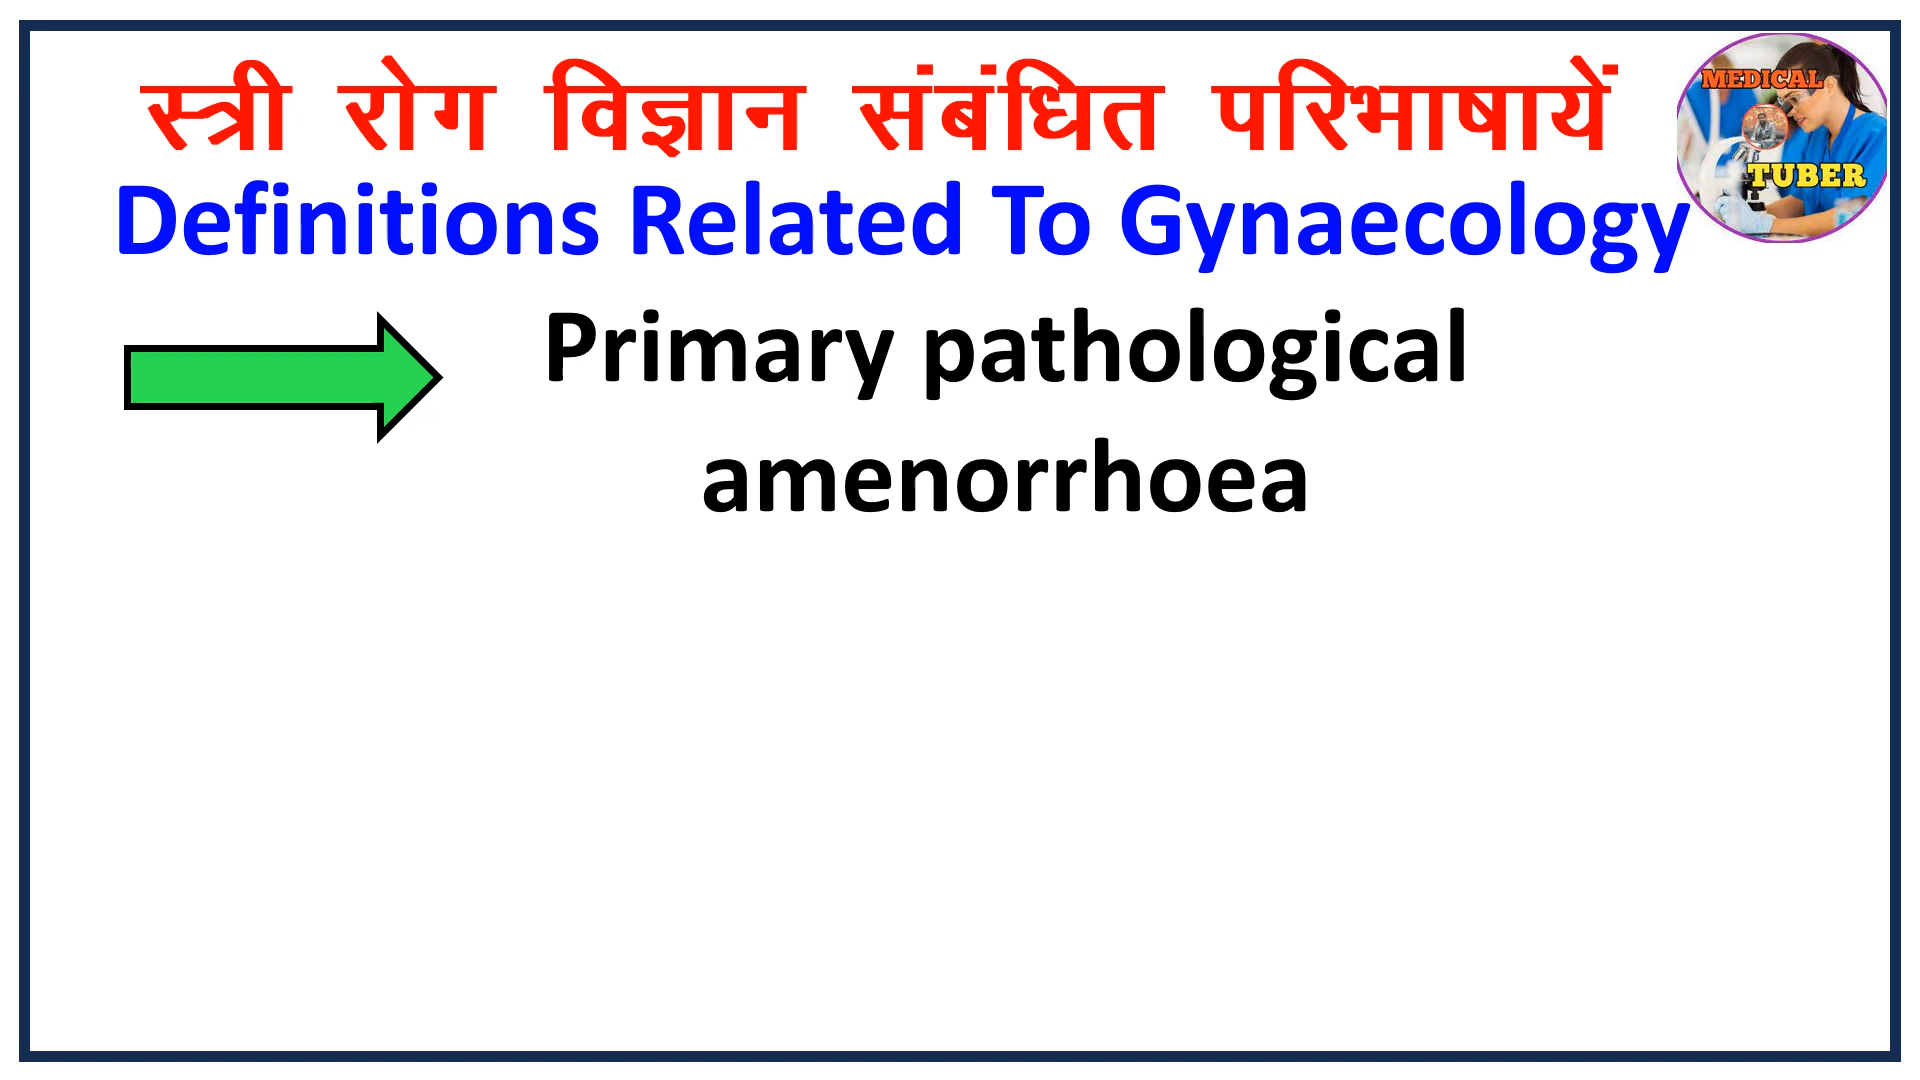 स्त्री रोग विज्ञान संबंधित परिभाषायें
MEDICAL
TUBER
Definitions Related To Gynaecology
Primary pathological
amenorrhoea